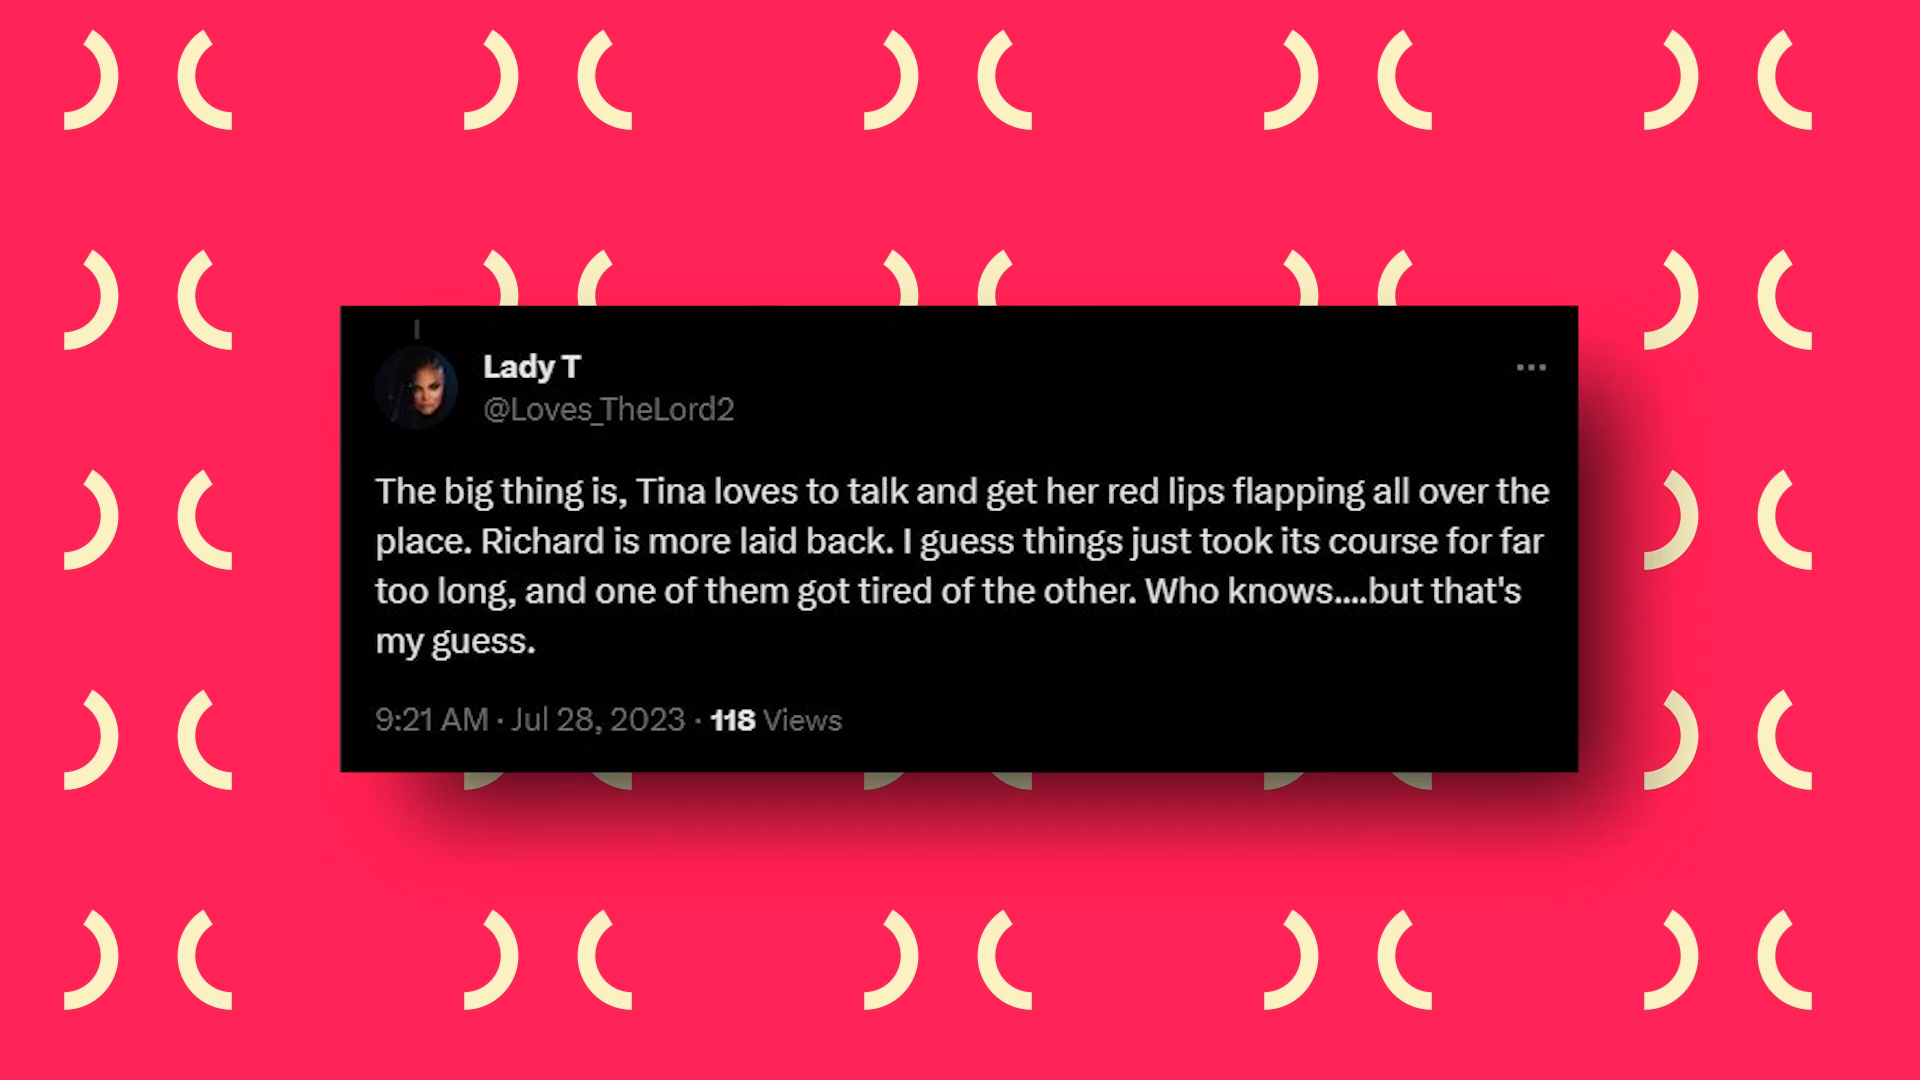 Lady T
@Loves_TheLord2
The big thing is, Tina loves to talk and get her red lips flapping all over the
place. Richard is more laid back. I guess things just took its course for far
too long, and one of them got tired of the other. Who knows....but that's
my guess.
9:21 AM · Jul 28, 2023 · 118 Views